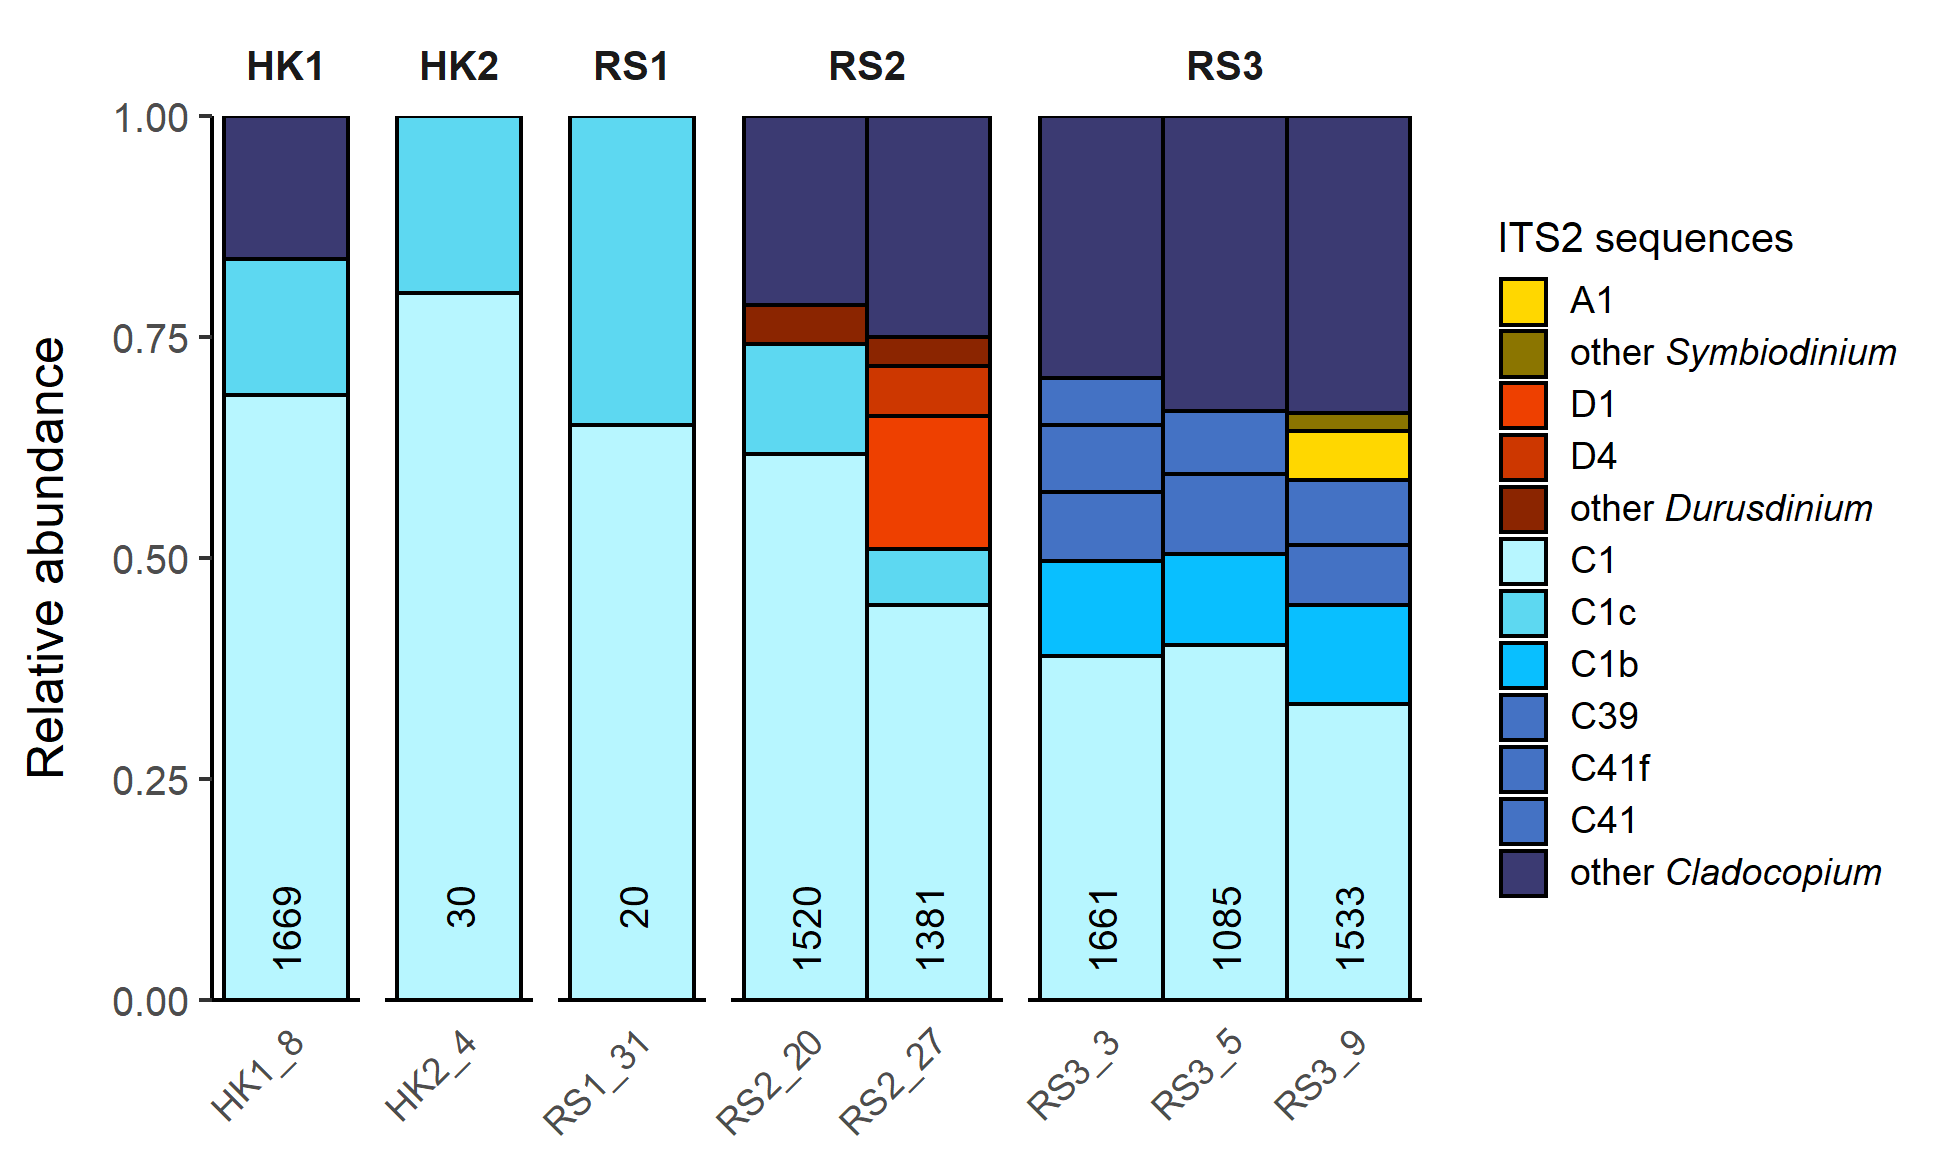 HK1 HK2 RS1 RS2 RS3
1.00
0.75
0.50
0.25
0.00
Relative abundance
1669 30 20 1520 1381 1661 1085 1533
HK1_8 HK2_4 RS1_31 RS2_20 RS2_27 RS3_3 RS3_5 RS3_9
ITS2 sequences
A1
other Symbiodinium
D1
D4
other Durusdinium
C1
C1c
C1b
C39
C41f
C41
other Cladocopium